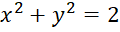 x² + y² = 2